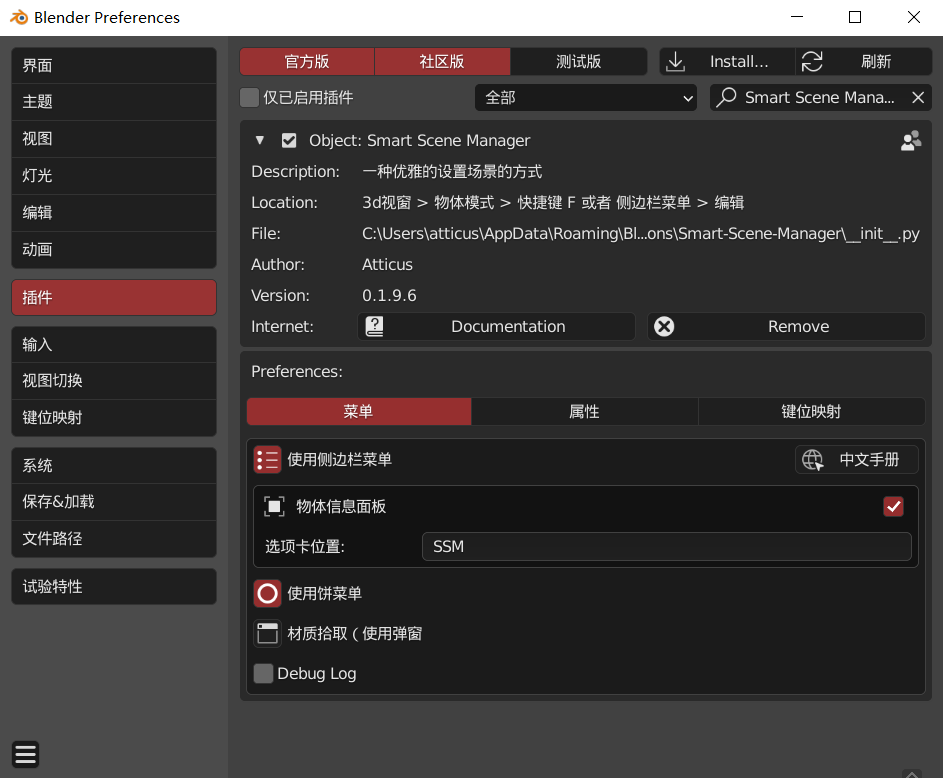 Blender Preferences
界面
主题
视图
灯光
编辑
动画
插件
输入
视图切换
键位映射
系统
保存&加载
文件路径
试验特性
官方版 社区版 测试版 Install... 刷新
仅已启用插件 全部 Smart Scene Mana...
Object: Smart Scene Manager
Description: 一种优雅的设置场景的方式
Location: 3d视窗 > 物体模式 > 快捷键 F 或者 侧边栏菜单 > 编辑
File: C:\Users\atticus\AppData\Roaming\Bl...ons\Smart-Scene-Manager\__init__.py
Author: Atticus
Version: 0.1.9.6
Internet: Documentation Remove
Preferences:
菜单 属性 键位映射
使用侧边栏菜单 中文手册
物体信息面板
选项卡位置: SSM
使用饼菜单
材质拾取 ( 使用弹窗
Debug Log